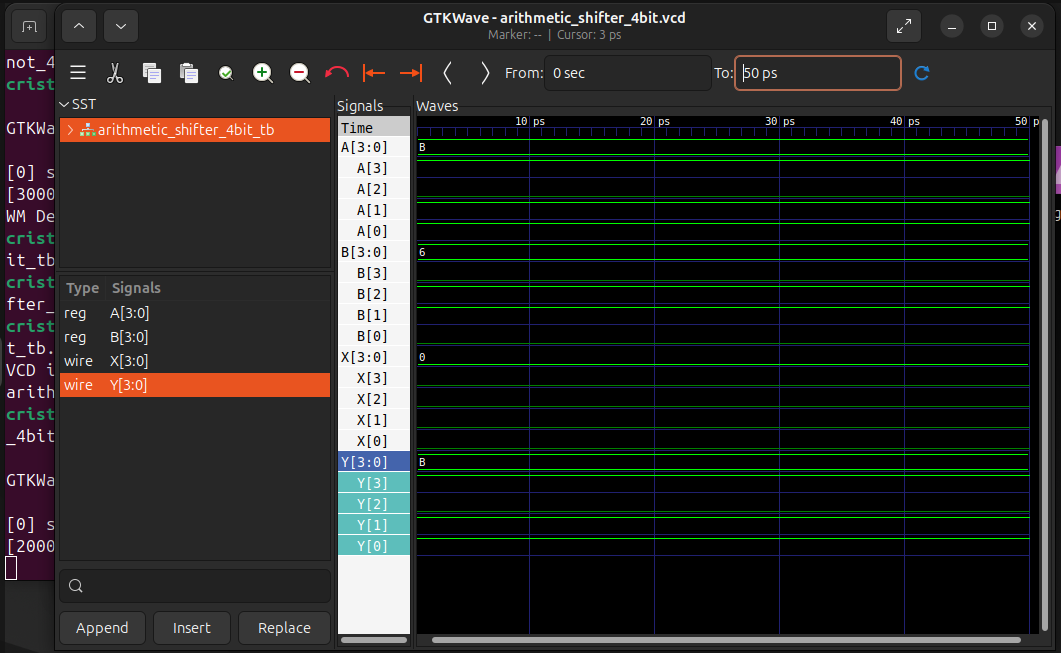 GTKWave - arithmetic_shifter_4bit.vcd
Marker: -- | Cursor: 3 ps
From: 0 sec To: 50 ps
not_4
crist
GTKWa
[0] s
[3000
WM De
crist
it_tb
crist
fter_
crist
t_tb.
VCD i
arith
crist
_4bit
GTKWa
[0] s
[2000
SST
arithmetic_shifter_4bit_tb
Type Signals
reg A[3:0]
reg B[3:0]
wire X[3:0]
wire Y[3:0]
Append Insert Replace
Signals
Time
A[3:0]
A[3]
A[2]
A[1]
A[0]
B[3:0]
B[3]
B[2]
B[1]
B[0]
X[3:0]
X[3]
X[2]
X[1]
X[0]
Y[3:0]
Y[3]
Y[2]
Y[1]
Y[0]
Waves
10 ps 20 ps 30 ps 40 ps 50 p
B
6
0
B